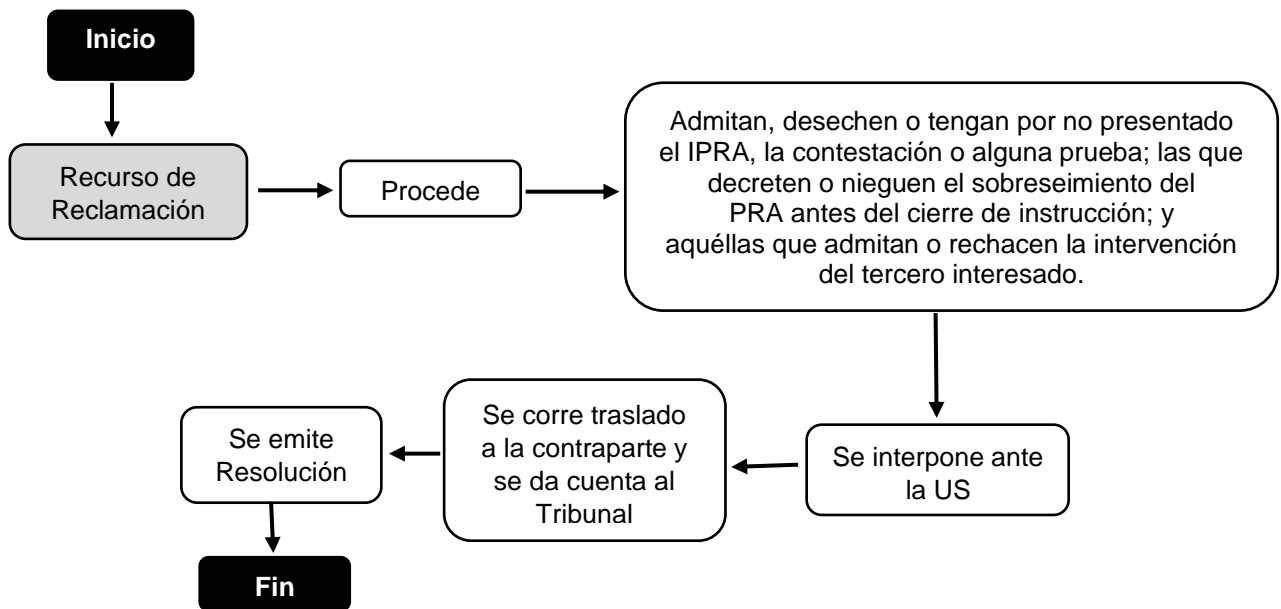 Inicio
Recurso de
Reclamación
Procede
Admitan, desechen o tengan por no presentado
el IPRA, la contestación o alguna prueba; las que
decreten o nieguen el sobreseimiento del
PRA antes del cierre de instrucción; y
aquéllas que admitan o rechacen la intervención
del tercero interesado.
Se interpone ante
la US
Se corre traslado
a la contraparte y
se da cuenta al
Tribunal
Se emite
Resolución
Fin